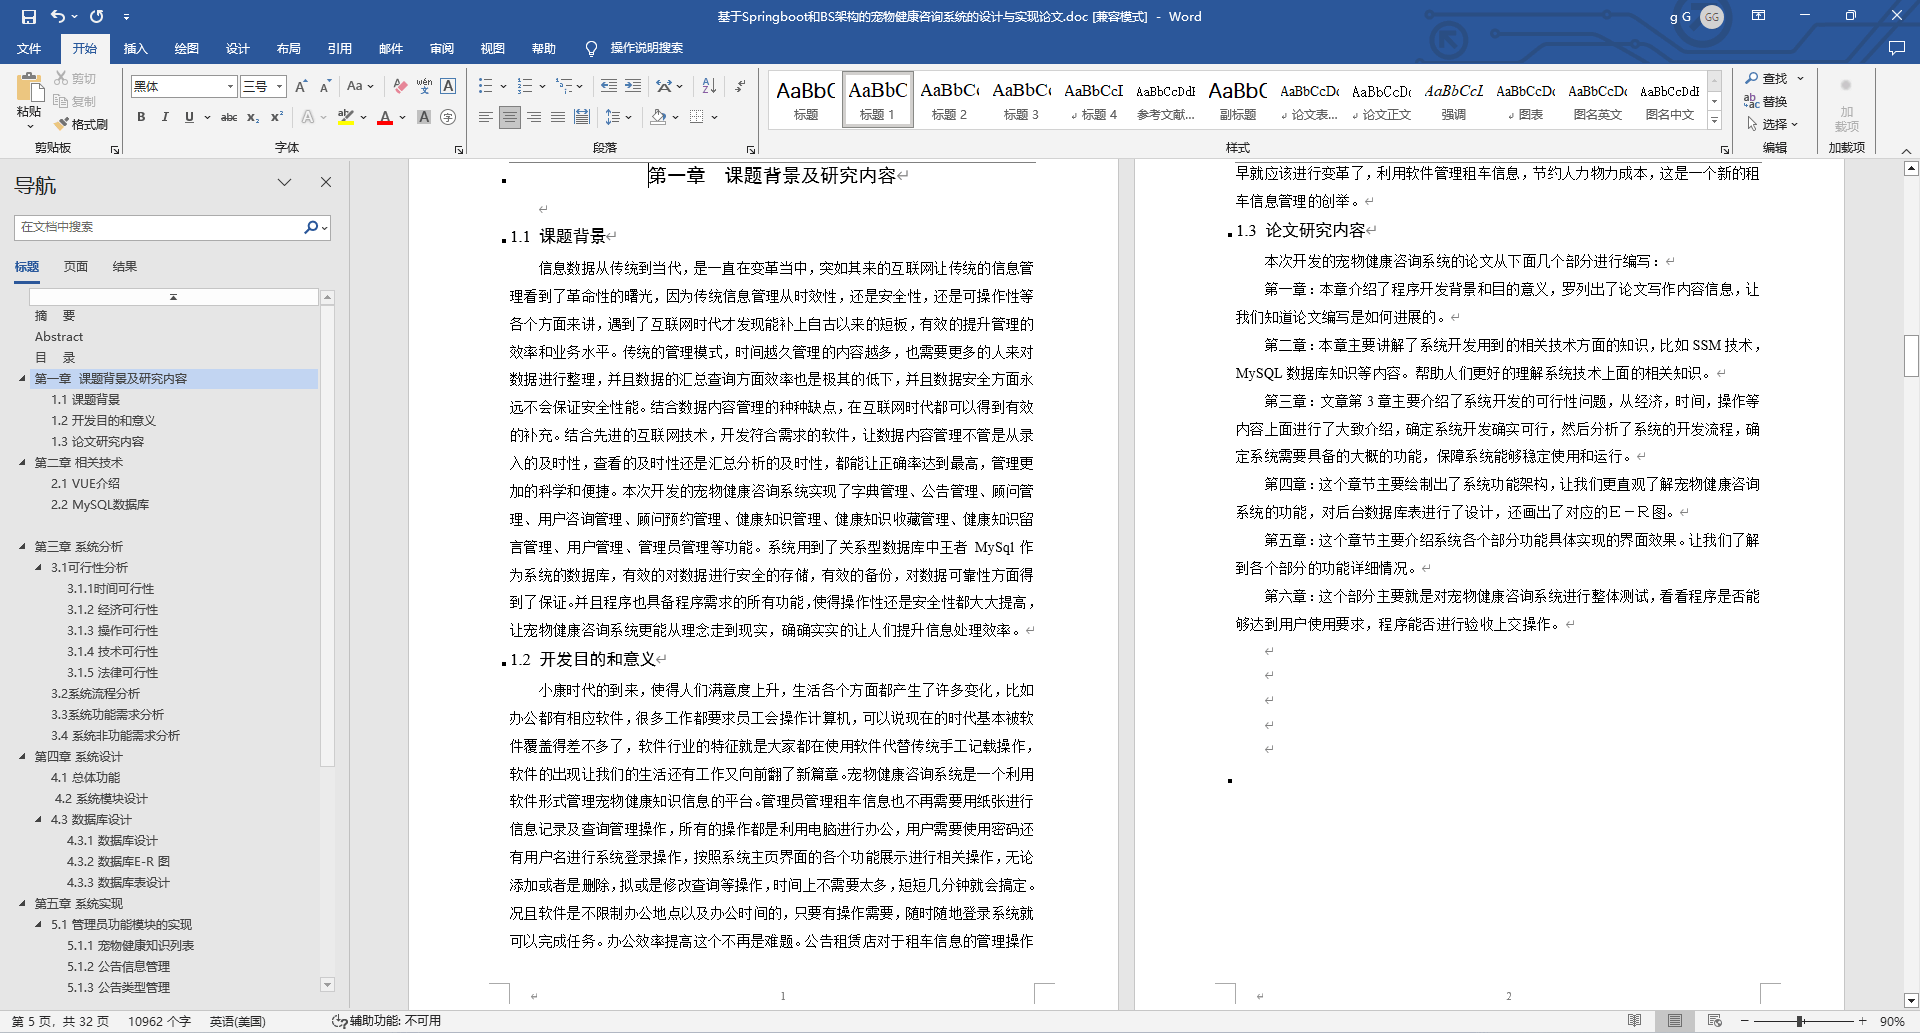 基于Springboot和BS架构的宠物健康咨询系统的设计与实现论文.doc [兼容模式] - Word
g G
GG
文件 开始 插入 绘图 设计 布局 引用 邮件 审阅 视图 帮助 操作说明搜索
粘贴
剪切
复制
格式刷
剪贴板
黑体 三号
字体
段落
AaBbC 标题
AaBbC 标题 1
AaBbC 标题 2
AaBbC 标题 3
AaBbCcI 标题 4
AaBbCcDdI 参考文献...
AaBbC 副标题
AaBbCcDc 论文表...
AaBbCcDc 论文正文
AaBbCcL 强调
AaBbCcDc 图表
AaBbCcDc 图名英文
AaBbCcDdI 图名中文
样式
查找
替换
选择
编辑
加载项
加载项
导航
在文档中搜索
标题 页面 结果
摘 要
Abstract
目 录
第一章 课题背景及研究内容
1.1 课题背景
1.2 开发目的和意义
1.3 论文研究内容
第二章 相关技术
2.1 VUE介绍
2.2 MySQL数据库
第三章 系统分析
3.1可行性分析
3.1.1时间可行性
3.1.2 经济可行性
3.1.3 操作可行性
3.1.4 技术可行性
3.1.5 法律可行性
3.2系统流程分析
3.3系统功能需求分析
3.4 系统非功能需求分析
第四章 系统设计
4.1 总体功能
4.2 系统模块设计
4.3 数据库设计
4.3.1 数据库设计
4.3.2 数据库E-R 图
4.3.3 数据库表设计
第五章 系统实现
5.1 管理员功能模块的实现
5.1.1 宠物健康知识列表
5.1.2 公告信息管理
5.1.3 公告类型管理
第一章 课题背景及研究内容
1.1 课题背景
信息数据从传统到当代，是一直在变革当中，突如其来的互联网让传统的信息管
理看到了革命性的曙光，因为传统信息管理从时效性，还是安全性，还是可操作性等
各个方面来讲，遇到了互联网时代才发现能补上自古以来的短板，有效的提升管理的
效率和业务水平。传统的管理模式，时间越久管理的内容越多，也需要更多的人来对
数据进行整理，并且数据的汇总查询方面效率也是极其的低下，并且数据安全方面永
远不会保证安全性能。结合数据内容管理的种种缺点，在互联网时代都可以得到有效
的补充。结合先进的互联网技术，开发符合需求的软件，让数据内容管理不管是从录
入的及时性，查看的及时性还是汇总分析的及时性，都能让正确率达到最高，管理更
加的科学和便捷。本次开发的宠物健康咨询系统实现了字典管理、公告管理、顾问管
理、用户咨询管理、顾问预约管理、健康知识管理、健康知识收藏管理、健康知识留
言管理、用户管理、管理员管理等功能。系统用到了关系型数据库中王者 MySql 作
为系统的数据库，有效的对数据进行安全的存储，有效的备份，对数据可靠性方面得
到了保证。并且程序也具备程序需求的所有功能，使得操作性还是安全性都大大提高，
让宠物健康咨询系统更能从理念走到现实，确确实实的让人们提升信息处理效率。
1.2 开发目的和意义
小康时代的到来，使得人们满意度上升，生活各个方面都产生了许多变化，比如
办公都有相应软件，很多工作都要求员工会操作计算机，可以说现在的时代基本被软
件覆盖得差不多了，软件行业的特征就是大家都在使用软件代替传统手工记载操作，
软件的出现让我们的生活还有工作又向前翻了新篇章。宠物健康咨询系统是一个利用
软件形式管理宠物健康知识信息的平台。管理员管理租车信息也不再需要用纸张进行
信息记录及查询管理操作，所有的操作都是利用电脑进行办公，用户需要使用密码还
有用户名进行系统登录操作，按照系统主页界面的各个功能展示进行相关操作，无论
添加或者是删除，拟或是修改查询等操作，时间上不需要太多，短短几分钟就会搞定。
况且软件是不限制办公地点以及办公时间的，只要有操作需要，随时随地登录系统就
可以完成任务。办公效率提高这个不再是难题。公告租赁店对于租车信息的管理操作
1
早就应该进行变革了，利用软件管理租车信息，节约人力物力成本，这是一个新的租
车信息管理的创举。
1.3 论文研究内容
本次开发的宠物健康咨询系统的论文从下面几个部分进行编写：
第一章：本章介绍了程序开发背景和目的意义，罗列出了论文写作内容信息，让
我们知道论文编写是如何进展的。
第二章：本章主要讲解了系统开发用到的相关技术方面的知识，比如 SSM 技术，
MySQL 数据库知识等内容。帮助人们更好的理解系统技术上面的相关知识。
第三章：文章第 3 章主要介绍了系统开发的可行性问题，从经济，时间，操作等
内容上面进行了大致介绍，确定系统开发确实可行，然后分析了系统的开发流程，确
定系统需要具备的大概的功能，保障系统能够稳定使用和运行。
第四章：这个章节主要绘制出了系统功能架构，让我们更直观了解宠物健康咨询
系统的功能，对后台数据库表进行了设计，还画出了对应的Ｅ－Ｒ图。
第五章：这个章节主要介绍系统各个部分功能具体实现的界面效果。让我们了解
到各个部分的功能详细情况。
第六章：这个部分主要就是对宠物健康咨询系统进行整体测试，看看程序是否能
够达到用户使用要求，程序能否进行验收上交操作。
2
第 5 页，共 32 页 10962 个字 英语(美国) 辅助功能: 不可用 90%